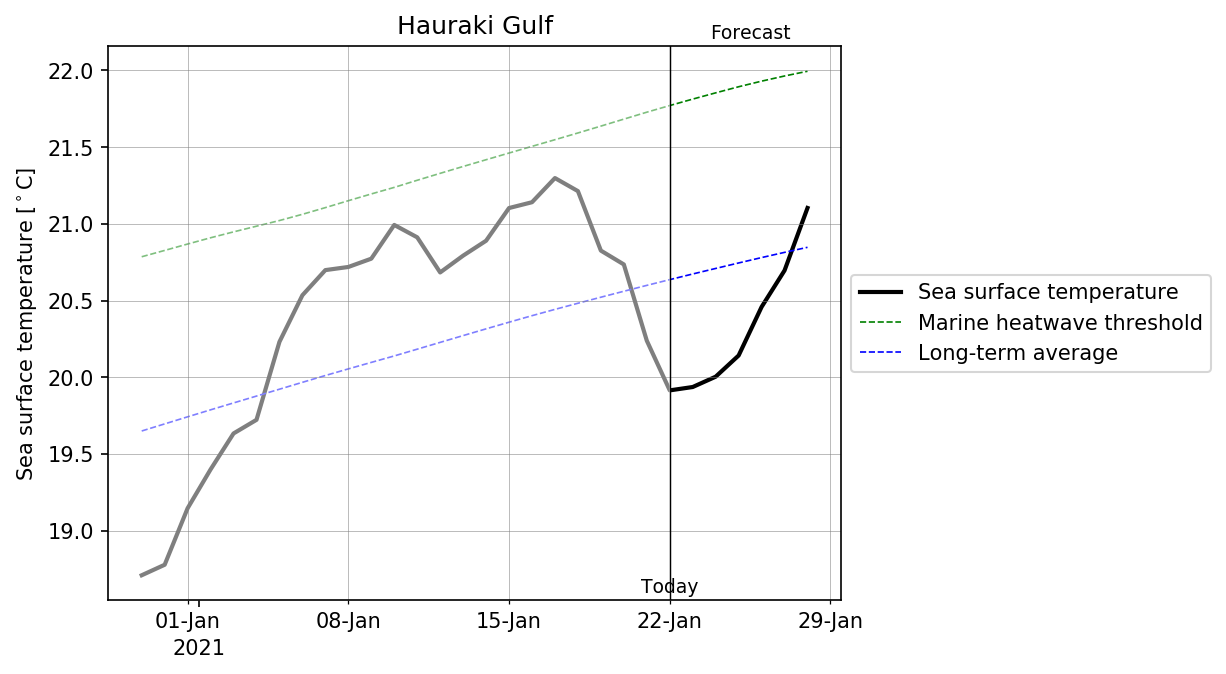 Hauraki Gulf
Forecast
Sea surface temperature [°C]
22.0
21.5
21.0
20.5
20.0
19.5
19.0
Today
01-Jan
08-Jan
15-Jan
22-Jan
29-Jan
2021
Sea surface temperature
Marine heatwave threshold
Long-term average